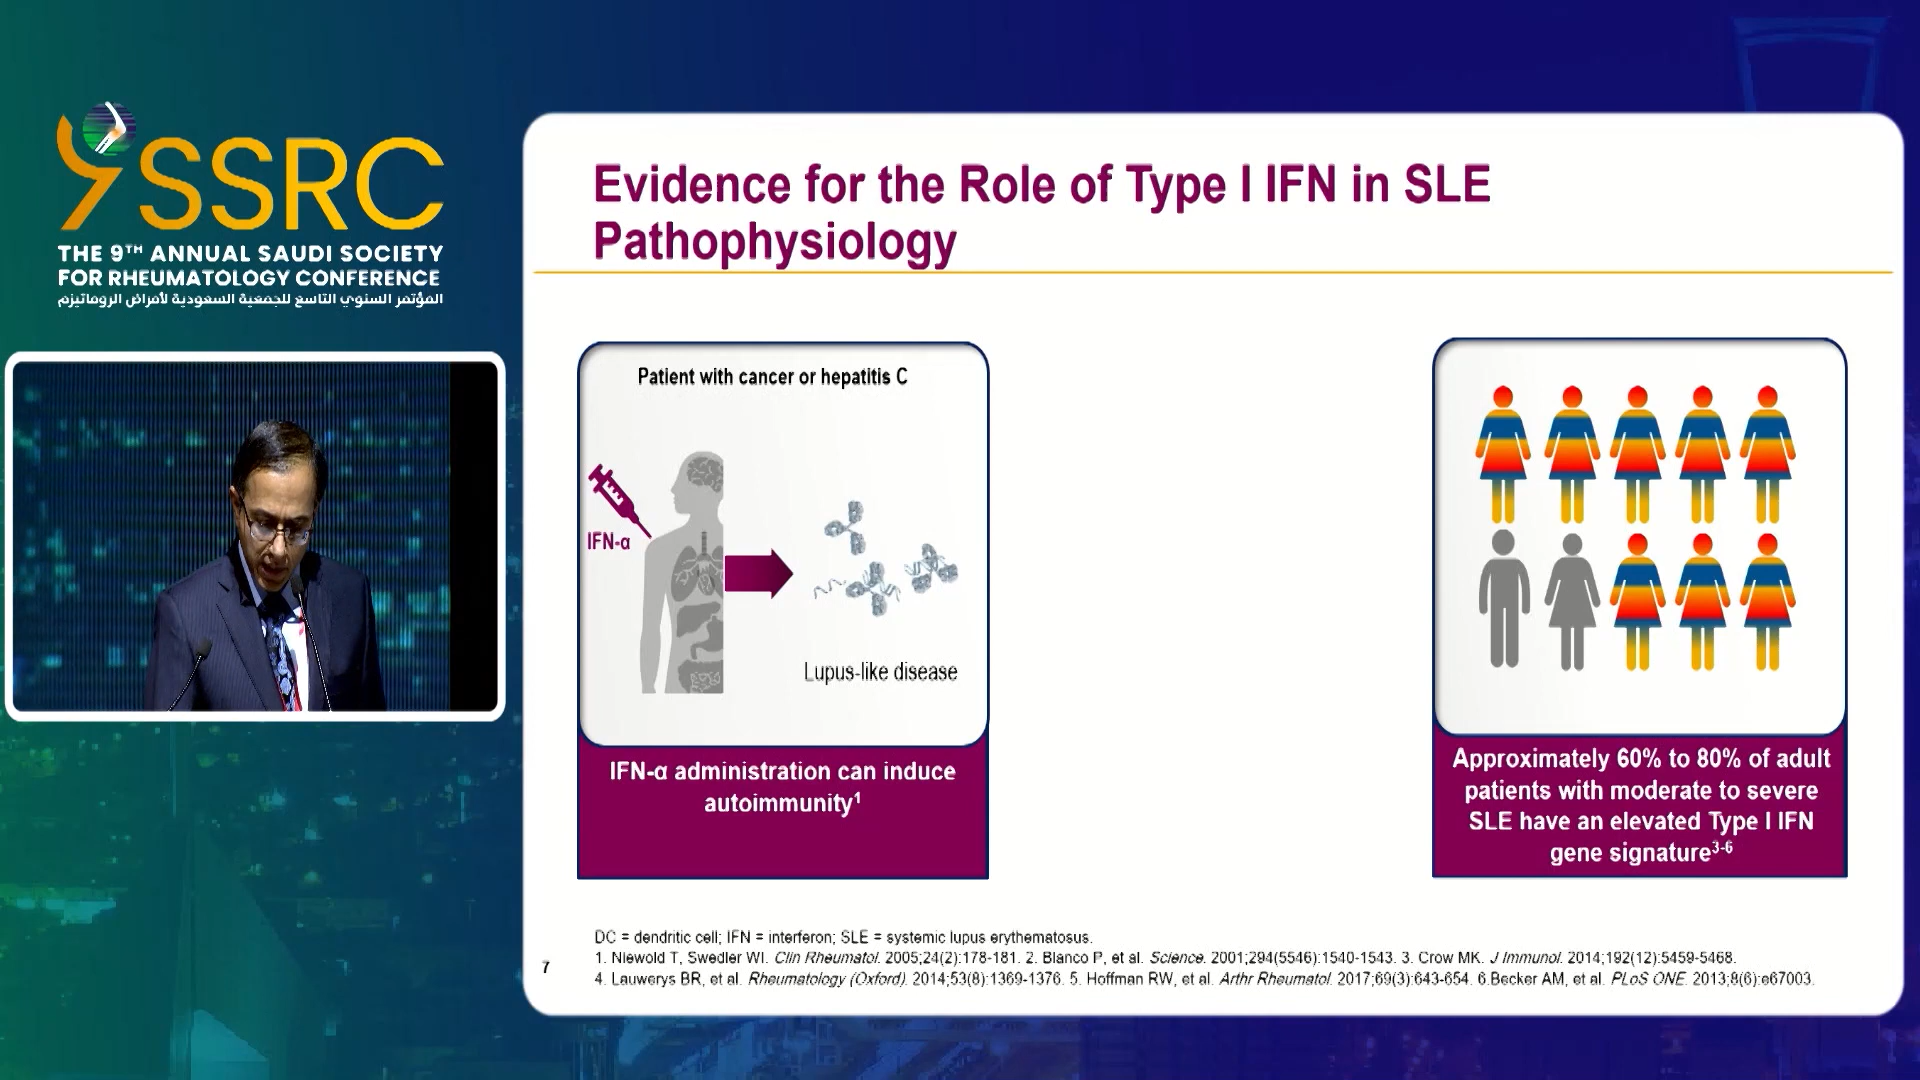 9SSRC
THE 9TH ANNUAL SAUDI SOCIETY
FOR RHEUMATOLOGY CONFERENCE
المؤتمر السنوي التاسع للجمعية السعودية لأمراض الروماتيزم
Evidence for the Role of Type I IFN in SLE
Pathophysiology
Patient with cancer or hepatitis C
IFN-α
Lupus-like disease
IFN-α administration can induce
autoimmunity¹
Approximately 60% to 80% of adult
patients with moderate to severe
SLE have an elevated Type I IFN
gene signature³⁻⁶
DC = dendritic cell; IFN = interferon; SLE = systemic lupus erythematosus.
1. Niewold T, Swedler WI. Clin Rheumatol. 2005;24(2):178-181. 2. Blanco P, et al. Science. 2001;294(5546):1540-1543. 3. Crow MK. J Immunol. 2014;192(12):5459-5468.
4. Lauwerys BR, et al. Rheumatology (Oxford). 2014;53(8):1369-1376. 5. Hoffman RW, et al. Arthr Rheumatol. 2017;69(3):643-654. 6.Becker AM, et al. PLoS ONE. 2013;8(6):e67003.
7